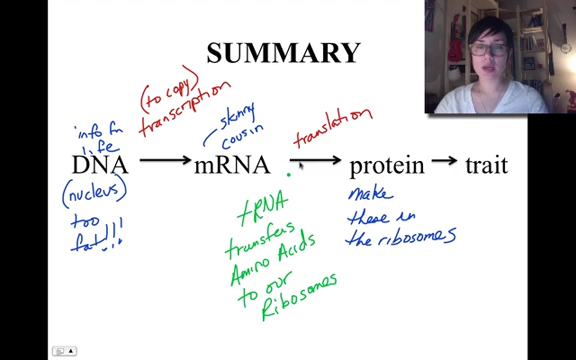 SUMMARY
(to copy)
transcription
skinny
cousin
translation
info for
life
DNA
mRNA
protein
trait
(nucleus)
too
fat!!!
tRNA
transfers
Amino Acids
to our
Ribosomes
make
these in
the ribosomes